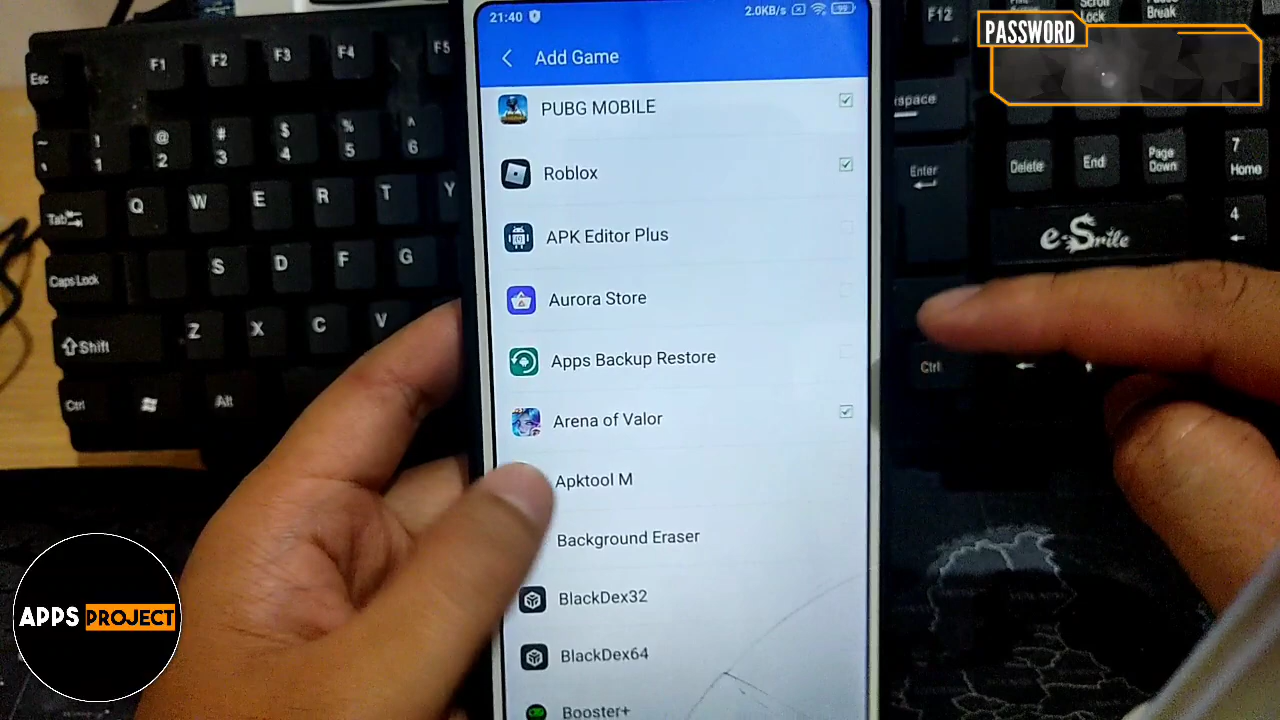 21:40
2.0KB/s
99
Add Game
PUBG MOBILE
Roblox
APK Editor Plus
Aurora Store
Apps Backup Restore
Arena of Valor
Apktool M
Background Eraser
BlackDex32
BlackDex64
Booster+
PASSWORD
APPS PROJECT
Esc
F1
F2
F3
F4
F5
~
!
1
@
2
#
3
$
4
%
5
^
6
Tab
Q
W
E
R
T
Y
Caps Lock
S
D
F
G
Shift
Z
X
C
V
Ctrl
Alt
F12
Scroll
Lock
Pause
Break
Enter
Delete
End
Page
Down
7
Home
4
e-Smile
Ctrl